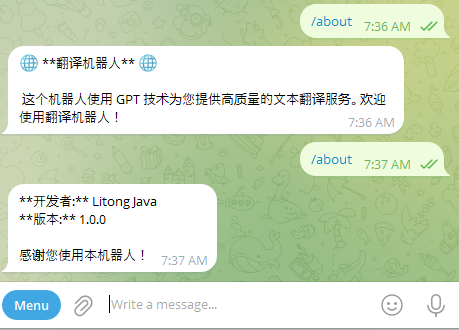 /about
7:36 AM
🌐 **翻译机器人** 🌐
这个机器人使用 GPT 技术为您提供高质量的文本翻译服务。欢迎
使用翻译机器人！
7:36 AM
/about
7:37 AM
**开发者:** Litong Java
**版本:** 1.0.0
感谢您使用本机器人！
7:37 AM
Menu
Write a message...